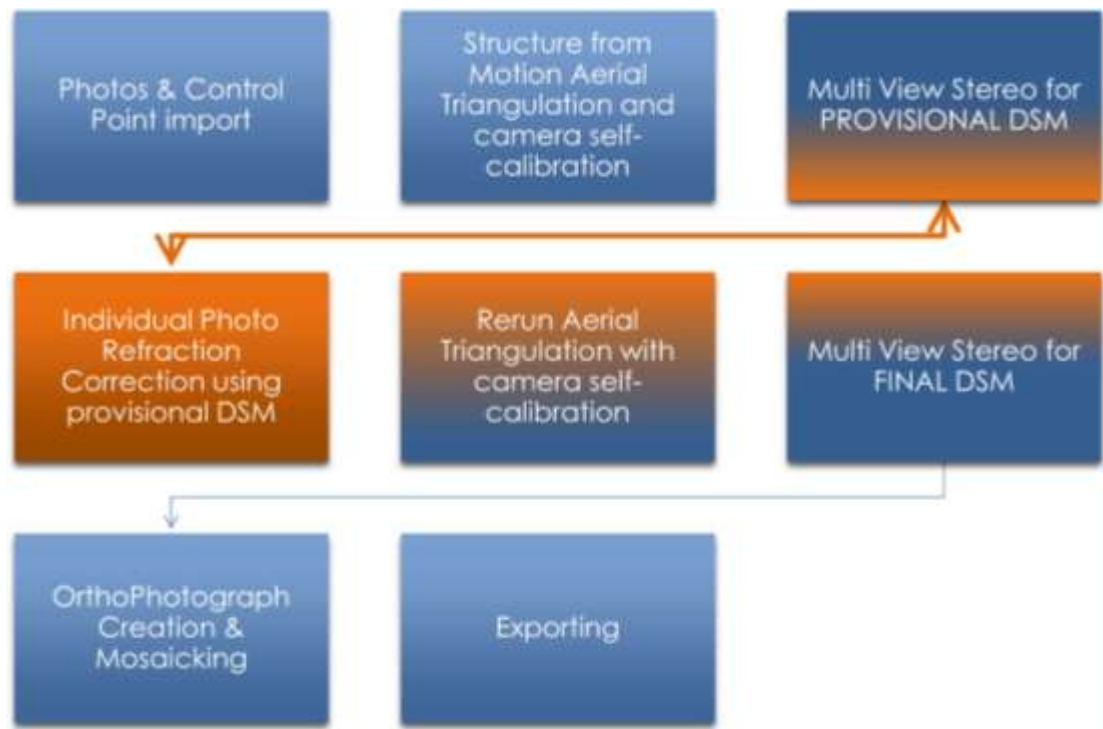 Photos & Control
Point import
Structure from
Motion Aerial
Triangulation and
camera self-
calibration
Multi View Stereo for
PROVISIONAL DSM
Individual Photo
Refraction
Correction using
provisional DSM
Rerun Aerial
Triangulation with
camera self-
calibration
Multi View Stereo for
FINAL DSM
OrthoPhotograph
Creation &
Mosaicking
Exporting